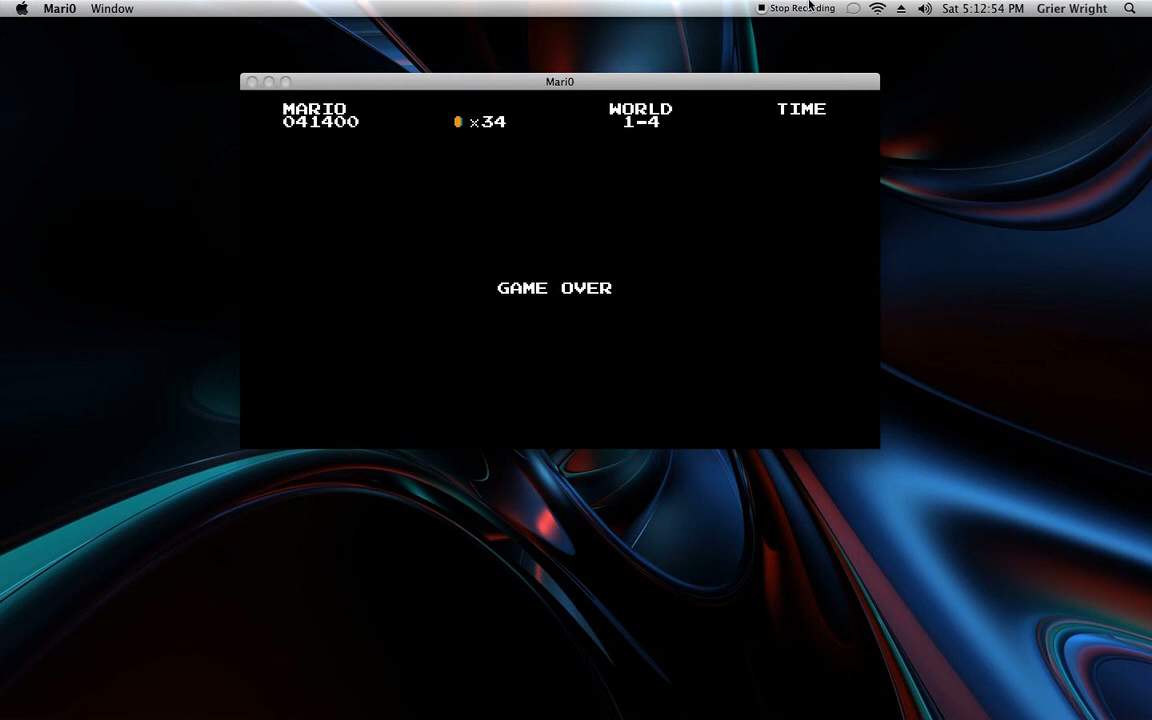 Mari0 Window Stop Recording Sat 5:12:54 PM Grier Wright
Mari0
MARIO WORLD TIME
041400 x34 1-4
GAME OVER